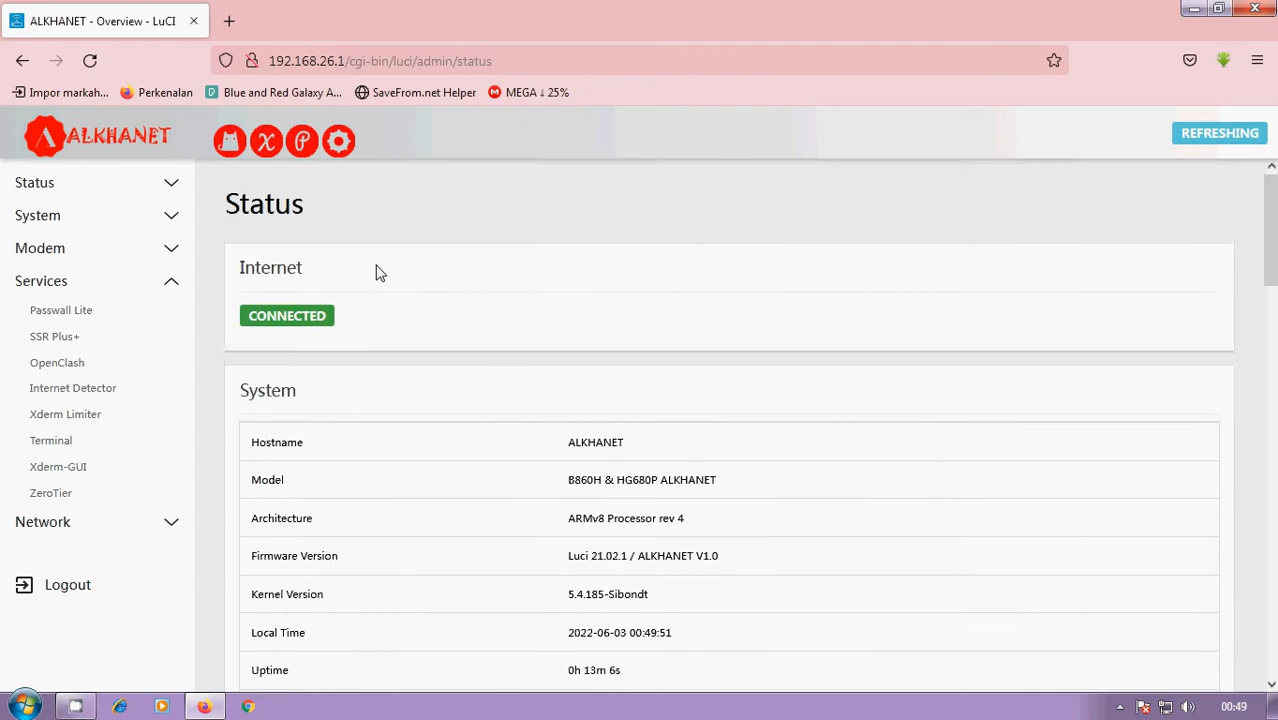 ALKHANET - Overview - LuCI
192.168.26.1/cgi-bin/luci/admin/status
Impor markah...
Perkenalan
Blue and Red Galaxy A...
SaveFrom.net Helper
MEGA ↓ 25%
ALKHANET
REFRESHING
Status
System
Modem
Services
Passwall Lite
SSR Plus+
OpenClash
Internet Detector
Xderm Limiter
Terminal
Xderm-GUI
ZeroTier
Network
Logout
Status
Internet
CONNECTED
System
Hostname ALKHANET
Model B860H & HG680P ALKHANET
Architecture ARMv8 Processor rev 4
Firmware Version Luci 21.02.1 / ALKHANET V1.0
Kernel Version 5.4.185-Sibondt
Local Time 2022-06-03 00:49:51
Uptime 0h 13m 6s
00:49